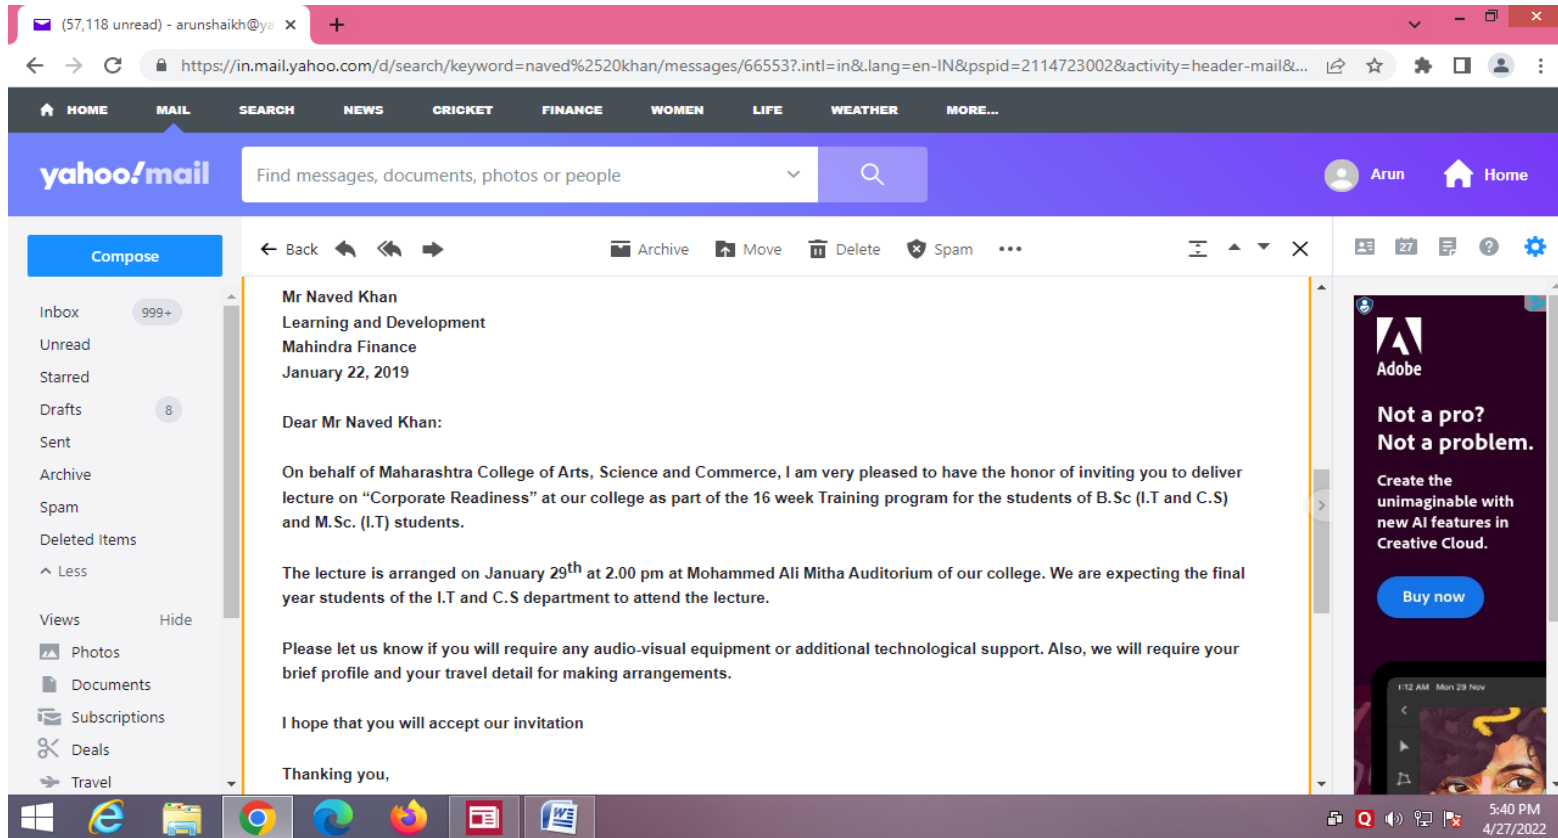 (57,118 unread) - arunshaikh@ya
https://in.mail.yahoo.com/d/search/keyword=naved%2520khan/messages/66553?.intl=in&.lang=en-IN&pspid=2114723002&activity=header-mail&...
HOME MAIL SEARCH NEWS CRICKET FINANCE WOMEN LIFE WEATHER MORE...
yahoo!mail
Find messages, documents, photos or people
Arun
Home
Compose
Back
Archive
Move
Delete
Spam
27
Inbox 999+
Unread
Starred
Drafts 8
Sent
Archive
Spam
Deleted Items
Less
Views Hide
Photos
Documents
Subscriptions
Deals
Travel
Mr Naved Khan
Learning and Development
Mahindra Finance
January 22, 2019
Dear Mr Naved Khan:
On behalf of Maharashtra College of Arts, Science and Commerce, I am very pleased to have the honor of inviting you to deliver
lecture on “Corporate Readiness” at our college as part of the 16 week Training program for the students of B.Sc (I.T and C.S)
and M.Sc. (I.T) students.
The lecture is arranged on January 29th at 2.00 pm at Mohammed Ali Mitha Auditorium of our college. We are expecting the final
year students of the I.T and C.S department to attend the lecture.
Please let us know if you will require any audio-visual equipment or additional technological support. Also, we will require your
brief profile and your travel detail for making arrangements.
I hope that you will accept our invitation
Thanking you,
Adobe
Not a pro?
Not a problem.
Create the
unimaginable with
new AI features in
Creative Cloud.
Buy now
1:12 AM Mon 29 Nov
5:40 PM
4/27/2022